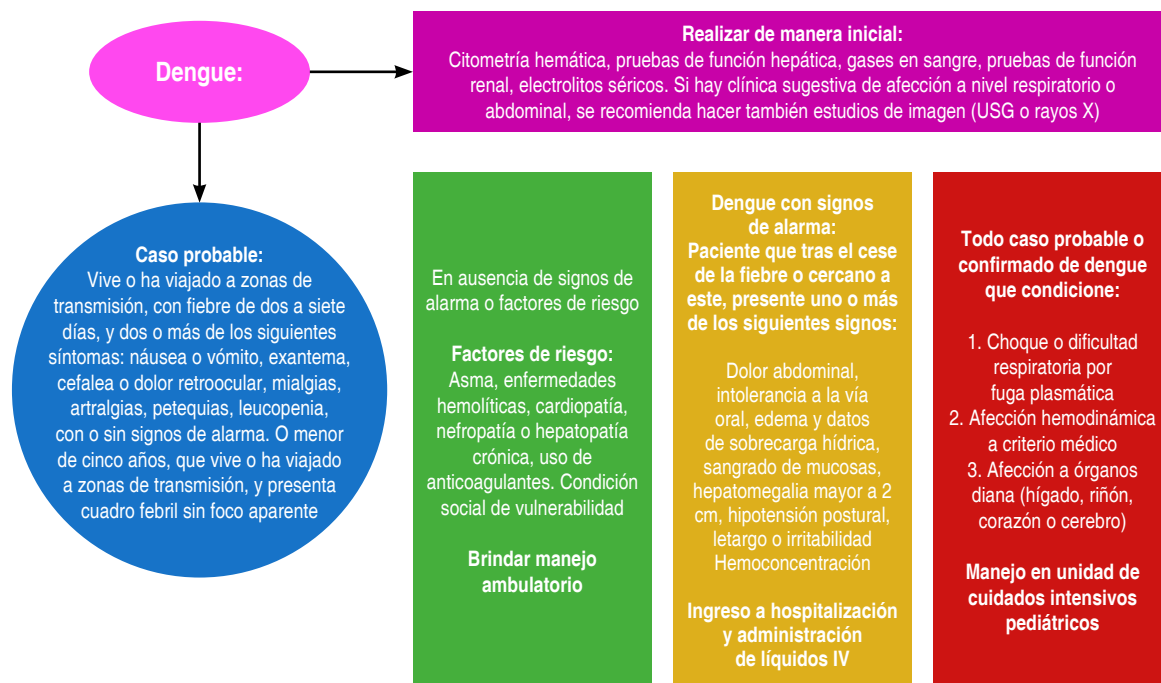 Dengue:
Realizar de manera inicial:
Citometría hemática, pruebas de función hepática, gases en sangre, pruebas de función
renal, electrolitos séricos. Si hay clínica sugestiva de afección a nivel respiratorio o
abdominal, se recomienda hacer también estudios de imagen (USG o rayos X)
Caso probable:
Vive o ha viajado a zonas de
transmisión, con fiebre de dos a siete
días, y dos o más de los siguientes
síntomas: náusea o vómito, exantema,
cefalea o dolor retroocular, mialgias,
artralgias, petequias, leucopenia,
con o sin signos de alarma. O menor
de cinco años, que vive o ha viajado
a zonas de transmisión, y presenta
cuadro febril sin foco aparente
En ausencia de signos de
alarma o factores de riesgo
Factores de riesgo:
Asma, enfermedades
hemolíticas, cardiopatía,
nefropatía o hepatopatía
crónica, uso de
anticoagulantes. Condición
social de vulnerabilidad
Brindar manejo
ambulatorio
Dengue con signos
de alarma:
Paciente que tras el cese
de la fiebre o cercano a
este, presente uno o más
de los siguientes signos:
Dolor abdominal,
intolerancia a la vía
oral, edema y datos
de sobrecarga hídrica,
sangrado de mucosas,
hepatomegalia mayor a 2
cm, hipotensión postural,
letargo o irritabilidad
Hemoconcentración
Ingreso a hospitalización
y administración
de líquidos IV
Todo caso probable o
confirmado de dengue
que condicione:
1. Choque o dificultad
respiratoria por
fuga plasmática
2. Afección hemodinámica
a criterio médico
3. Afección a órganos
diana (hígado, riñón,
corazón o cerebro)
Manejo en unidad de
cuidados intensivos
pediátricos